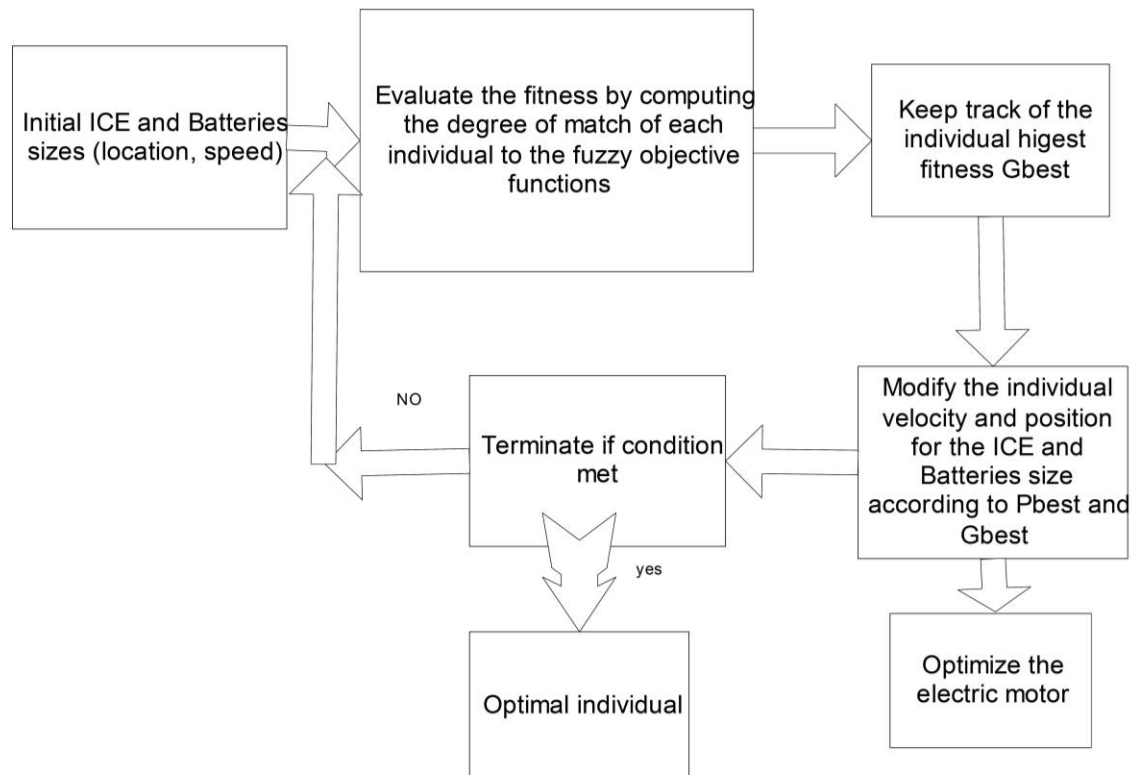 Initial ICE and Batteries
sizes (location, speed)
Evaluate the fitness by computing
the degree of match of each
individual to the fuzzy objective
functions
Keep track of the
individual higest
fitness Gbest
Modify the individual
velocity and position
for the ICE and
Batteries size
according to Pbest and
Gbest
NO
Terminate if condition
met
yes
Optimal individual
Optimize the
electric motor